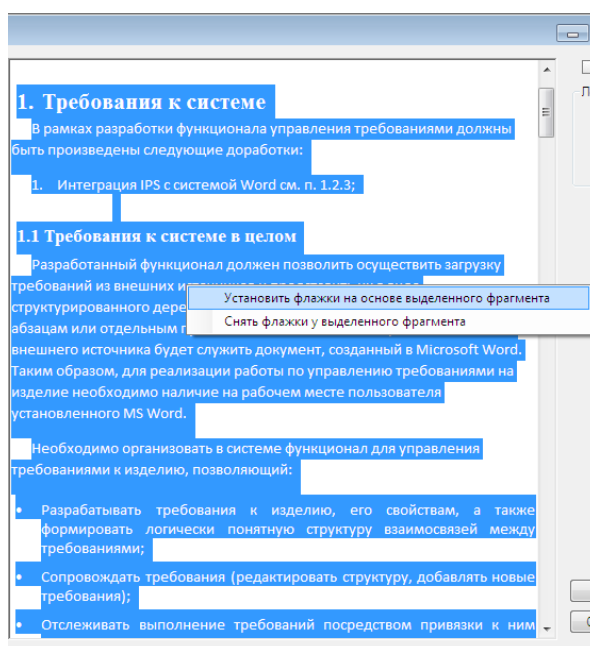 1. Требования к системе
В рамках разработки функционала управления требованиями должны
быть произведены следующие доработки:
1. Интеграция IPS с системой Word см. п. 1.2.3;
1.1 Требования к системе в целом
Разработанный функционал должен позволить осуществить загрузку
требований из внешних
структурированного
Установить флажки на основе выделенного фрагмента
абзацам или отдельным
Снять флажки у выделенного фрагмента
внешнего источника будет служить документ, созданный в Microsoft Word.
Таким образом, для реализации работы по управлению требованиями на
изделие необходимо наличие на рабочем месте пользователя
установленного MS Word.
Необходимо организовать в системе функционал для управления
требованиями к изделию, позволяющий:
• Разрабатывать требования к изделию, его свойствам, а также
формировать логически понятную структуру взаимосвязей между
требованиями;
• Сопровождать требования (редактировать структуру, добавлять новые
требования);
• Отслеживать выполнение требований посредством привязки к ним